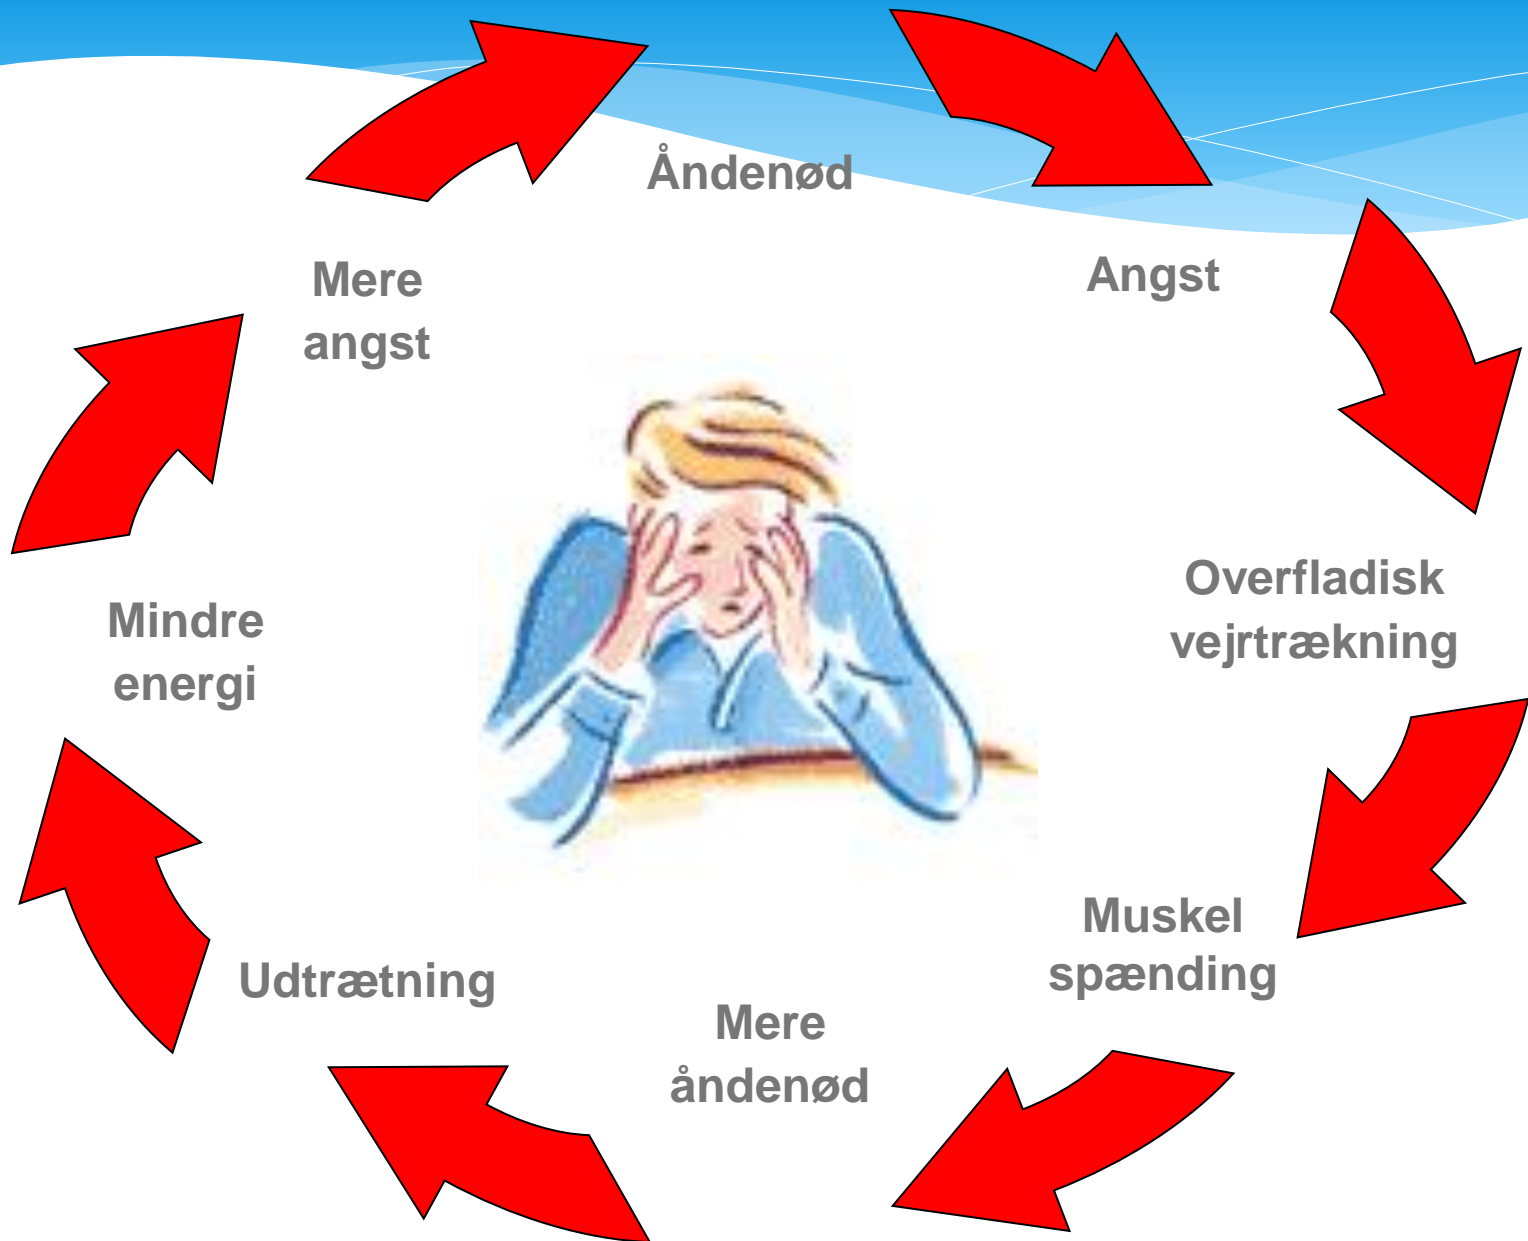 Åndenød
Angst
Overfladisk
vejrtrækning
Muskel
spænding
Mere
åndenød
Udtrætning
Mindre
energi
Mere
angst